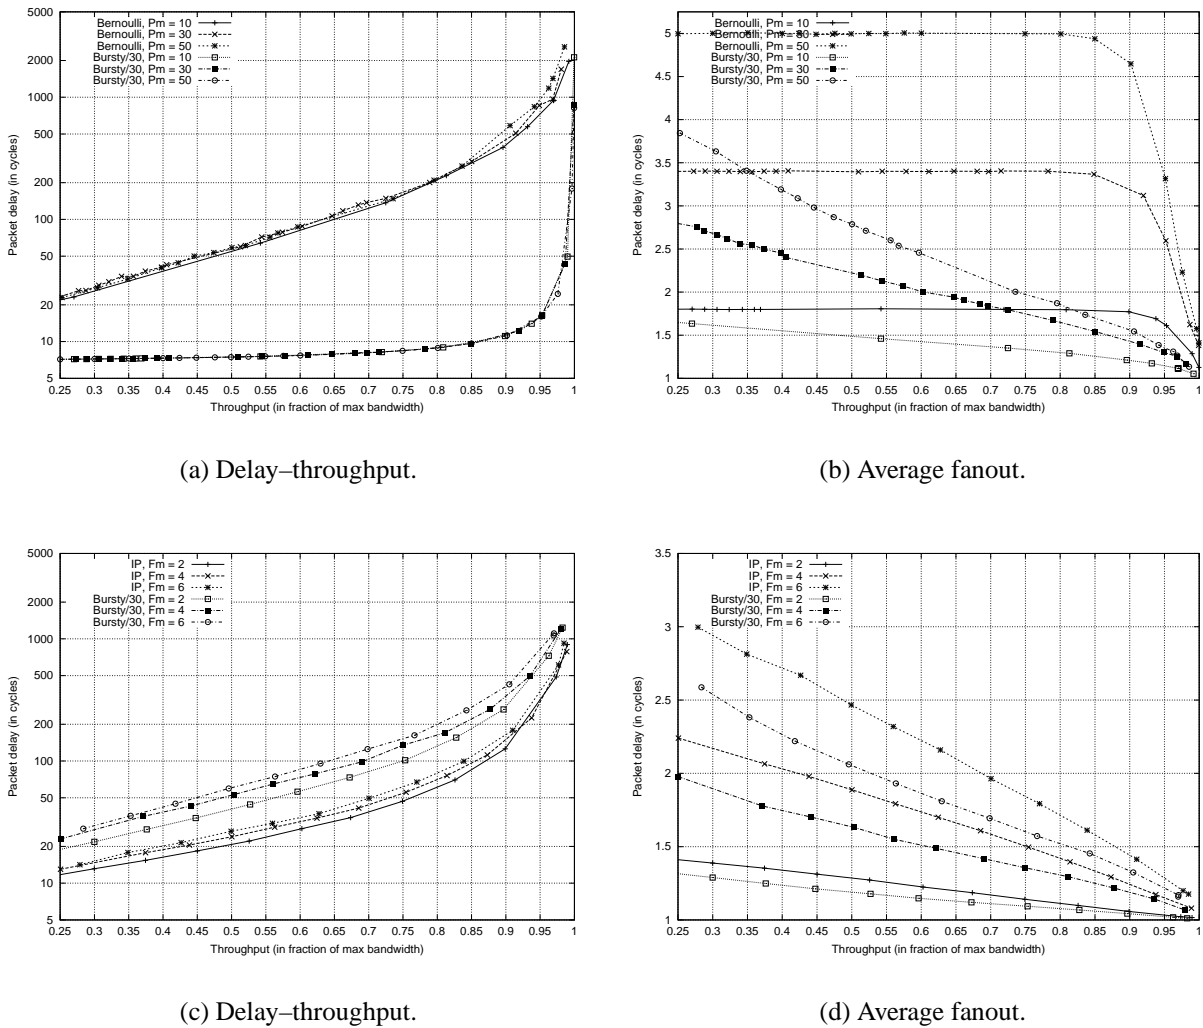 5000
2000
1000
500
200
100
50
20
10
5
Packet delay (in cycles)
Bernoulli, Pm = 10
Bernoulli, Pm = 30
Bernoulli, Pm = 50
Bursty/30, Pm = 10
Bursty/30, Pm = 30
Bursty/30, Pm = 50
0.25 0.3 0.35 0.4 0.45 0.5 0.55 0.6 0.65 0.7 0.75 0.8 0.85 0.9 0.95 1
Throughput (in fraction of max bandwidth)
(a) Delay–throughput.
5
4.5
4
3.5
3
2.5
2
1.5
1
Packet delay (in cycles)
Bernoulli, Pm = 10
Bernoulli, Pm = 30
Bernoulli, Pm = 50
Bursty/30, Pm = 10
Bursty/30, Pm = 30
Bursty/30, Pm = 50
0.25 0.3 0.35 0.4 0.45 0.5 0.55 0.6 0.65 0.7 0.75 0.8 0.85 0.9 0.95 1
Throughput (in fraction of max bandwidth)
(b) Average fanout.
5000
2000
1000
500
200
100
50
20
10
5
Packet delay (in cycles)
IP, Fm = 2
IP, Fm = 4
IP, Fm = 6
Bursty/30, Fm = 2
Bursty/30, Fm = 4
Bursty/30, Fm = 6
0.25 0.3 0.35 0.4 0.45 0.5 0.55 0.6 0.65 0.7 0.75 0.8 0.85 0.9 0.95 1
Throughput (in fraction of max bandwidth)
(c) Delay–throughput.
3.5
3
2.5
2
1.5
1
Packet delay (in cycles)
IP, Fm = 2
IP, Fm = 4
IP, Fm = 6
Bursty/30, Fm = 2
Bursty/30, Fm = 4
Bursty/30, Fm = 6
0.25 0.3 0.35 0.4 0.45 0.5 0.55 0.6 0.65 0.7 0.75 0.8 0.85 0.9 0.95 1
Throughput (in fraction of max bandwidth)
(d) Average fanout.